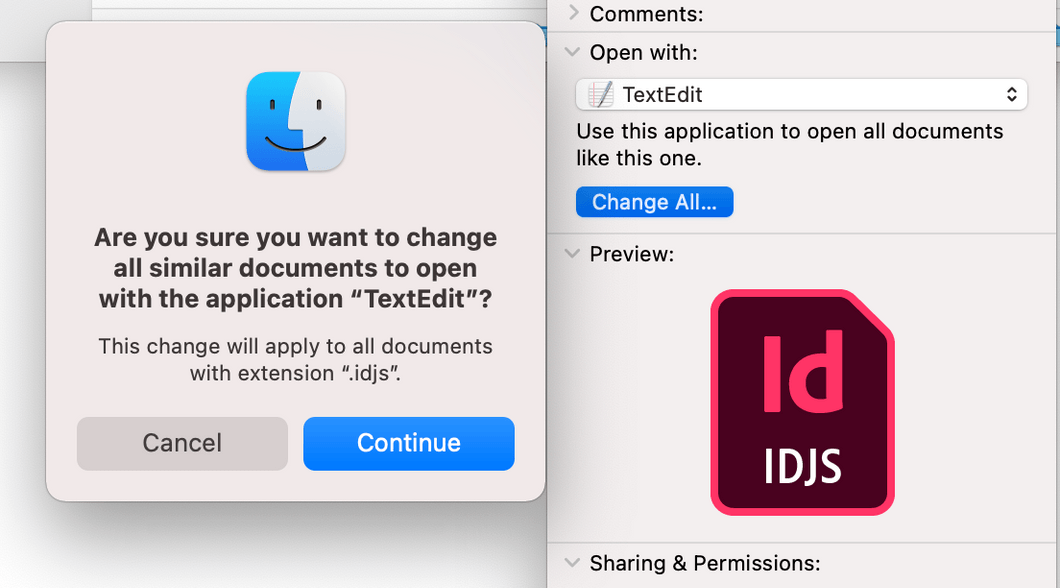 Are you sure you want to change
all similar documents to open
with the application “TextEdit”?
This change will apply to all documents
with extension “.idjs”.
Cancel
Continue
Comments:
Open with:
TextEdit
Use this application to open all documents
like this one.
Change All...
Preview:
Id
IDJS
Sharing & Permissions: